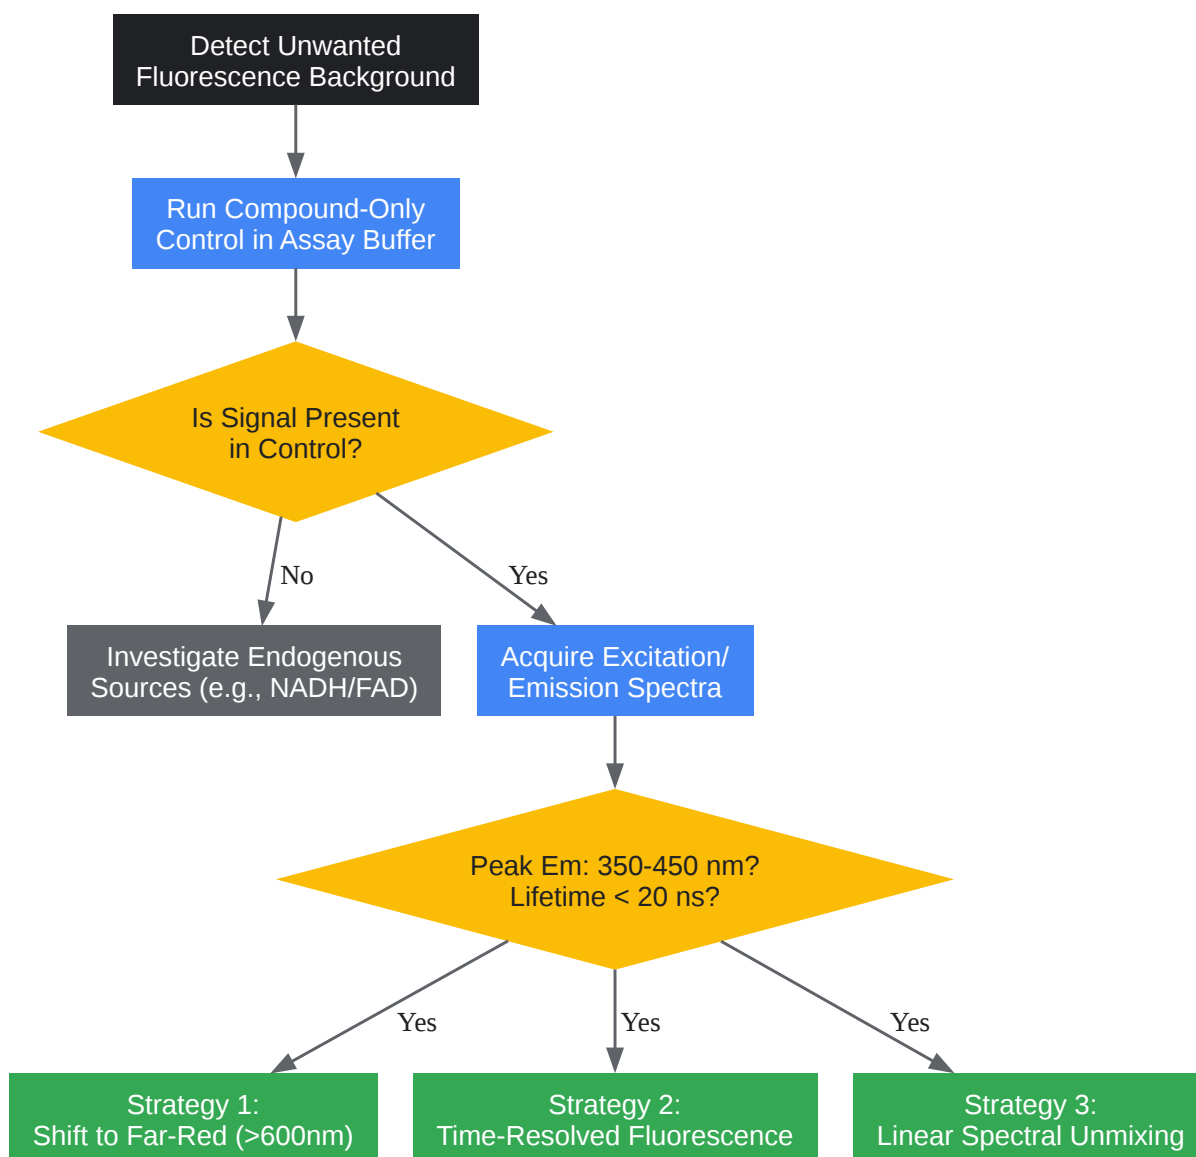 Detect Unwanted
Fluorescence Background
Run Compound-Only
Control in Assay Buffer
Is Signal Present
in Control?
No
Yes
Investigate Endogenous
Sources (e.g., NADH/FAD)
Acquire Excitation/
Emission Spectra
Peak Em: 350-450 nm?
Lifetime < 20 ns?
Yes
Yes
Yes
Strategy 1:
Shift to Far-Red (>600nm)
Strategy 2:
Time-Resolved Fluorescence
Strategy 3:
Linear Spectral Unmixing